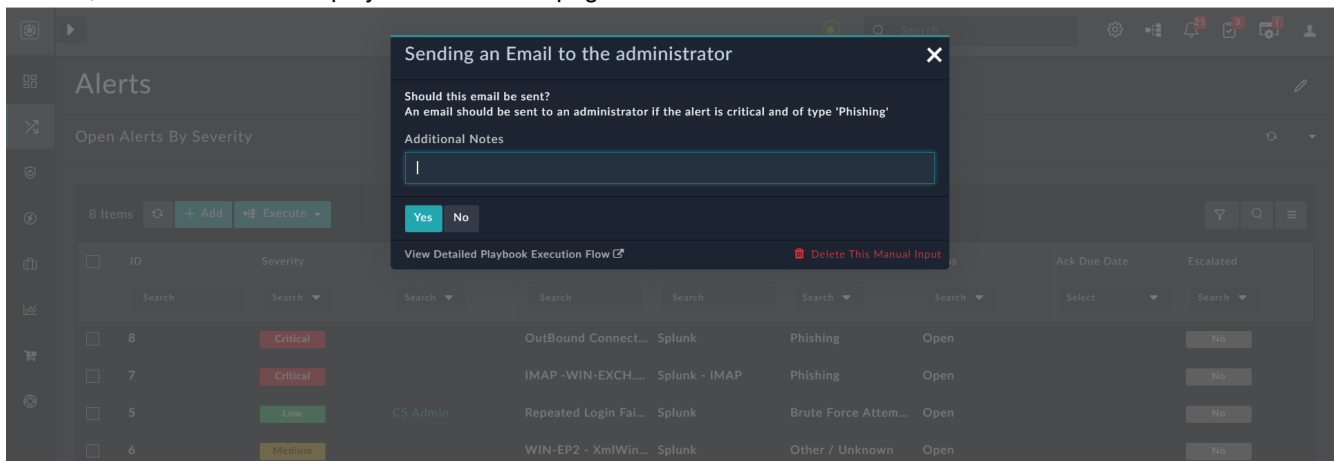 Search
21
3
1
Sending an Email to the administrator
Alerts
Should this email be sent?
An email should be sent to an administrator if the alert is critical and of type 'Phishing'
Open Alerts By Severity
Additional Notes
8 Items
+ Add
Execute
Yes
No
View Detailed Playbook Execution Flow
Delete This Manual Input
ID
Severity
Ack Due Date
Escalated
Search
Search
Search
Search
Search
Search
Search
Select
Search
8
Critical
OutBound Connect...
Splunk
Phishing
Open
No
7
Critical
IMAP -WIN-EXCH....
Splunk - IMAP
Phishing
Open
No
5
Low
CS Admin
Repeated Login Fai...
Splunk
Brute Force Attem...
Open
No
6
Medium
WIN-EP2 - XmlWin...
Splunk
Other / Unknown
Open
No